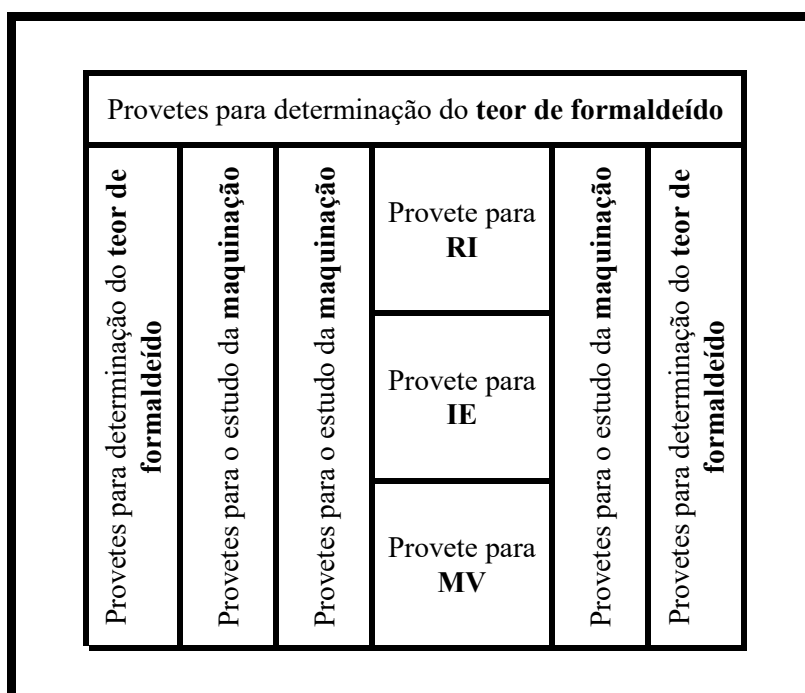 Provetes para determinação do teor de formaldeído
Provetes para determinação do teor de
formaldeído
Provetes para o estudo da maquinação
Provetes para o estudo da maquinação
Provete para
RI
Provete para
IE
Provete para
MV
Provetes para o estudo da maquinação
Provetes para determinação do teor de
formaldeído